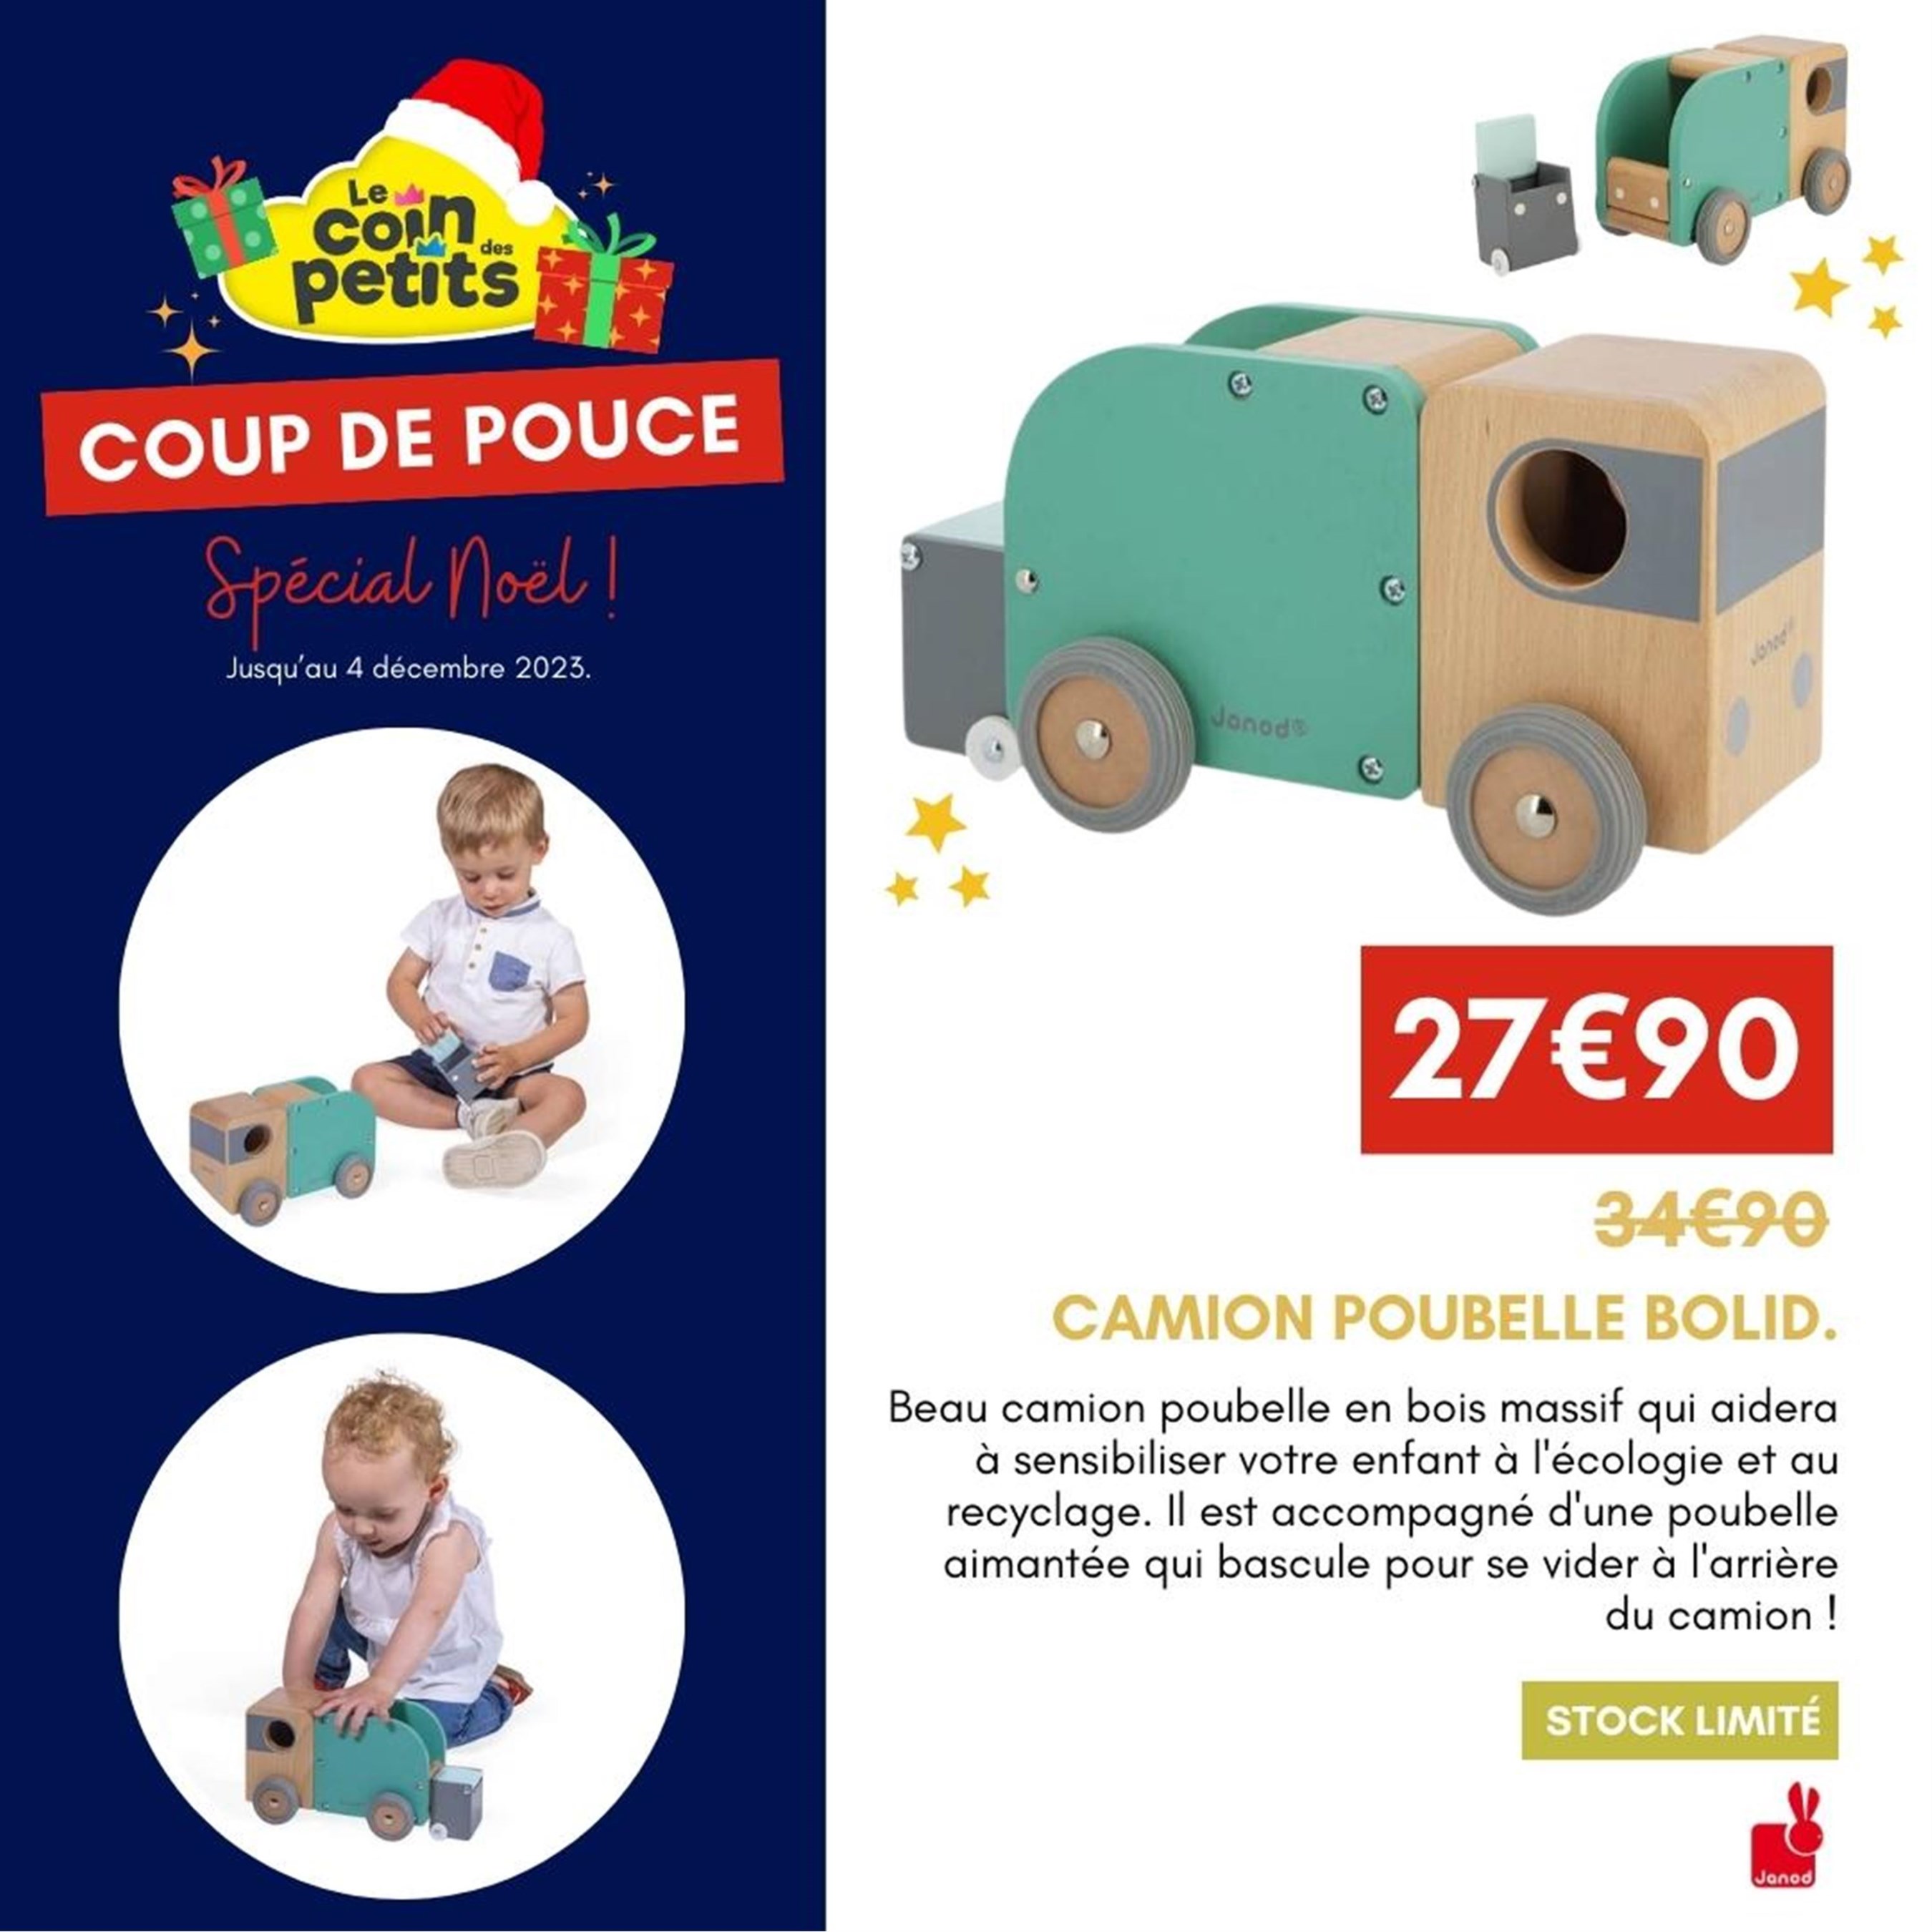 Le
coin
des
petits
COUP DE POUCE
Spécial Noël !
Jusqu'au 4 décembre 2023.
Janod®
Janod®
27€90
34€90
CAMION POUBELLE BOLID.
Beau camion poubelle en bois massif qui aidera
à sensibiliser votre enfant à l'écologie et au
recyclage. Il est accompagné d'une poubelle
aimantée qui bascule pour se vider à l'arrière
du camion !
STOCK LIMITÉ
Janod